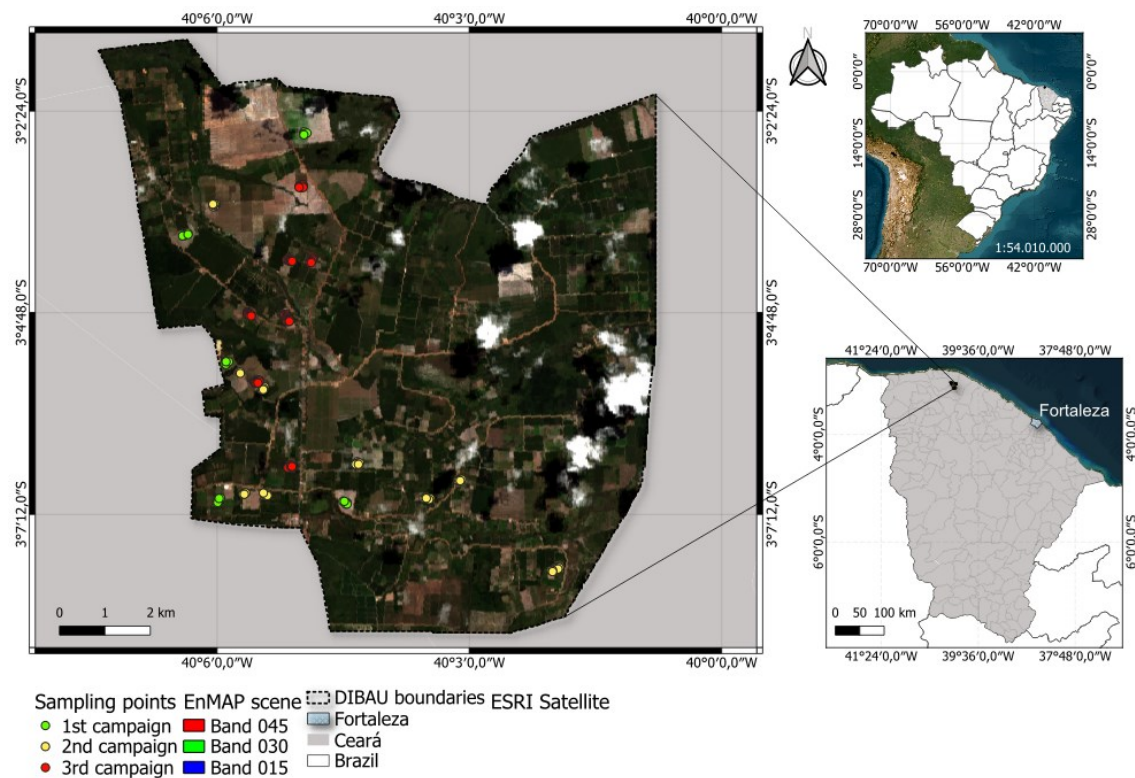 40°6′0,0″W 40°3′0,0″W 40°0′0,0″W
3°2′24,0″S 3°2′24,0″S
3°4′48,0″S 3°4′48,0″S
3°7′12,0″S 3°7′12,0″S
0 1 2 km
40°6′0,0″W 40°3′0,0″W 40°0′0,0″W
N
70°0′0″W 56°0′0″W 42°0′0″W
0°0′0″ 0°0′0″
14°0′0″S 14°0′0″S
28°0′0″S 28°0′0″S
1:54.010.000
70°0′0″W 56°0′0″W 42°0′0″W
41°24′0,0″W 39°36′0,0″W 37°48′0,0″W
Fortaleza
4°0′0,0″S 4°0′0,0″S
6°0′0,0″S 6°0′0,0″S
0 50 100 km
41°24′0,0″W 39°36′0,0″W 37°48′0,0″W
Sampling points
1st campaign
2nd campaign
3rd campaign
EnMAP scene
Band 045
Band 030
Band 015
DIBAU boundaries
Fortaleza
Ceará
Brazil
ESRI Satellite